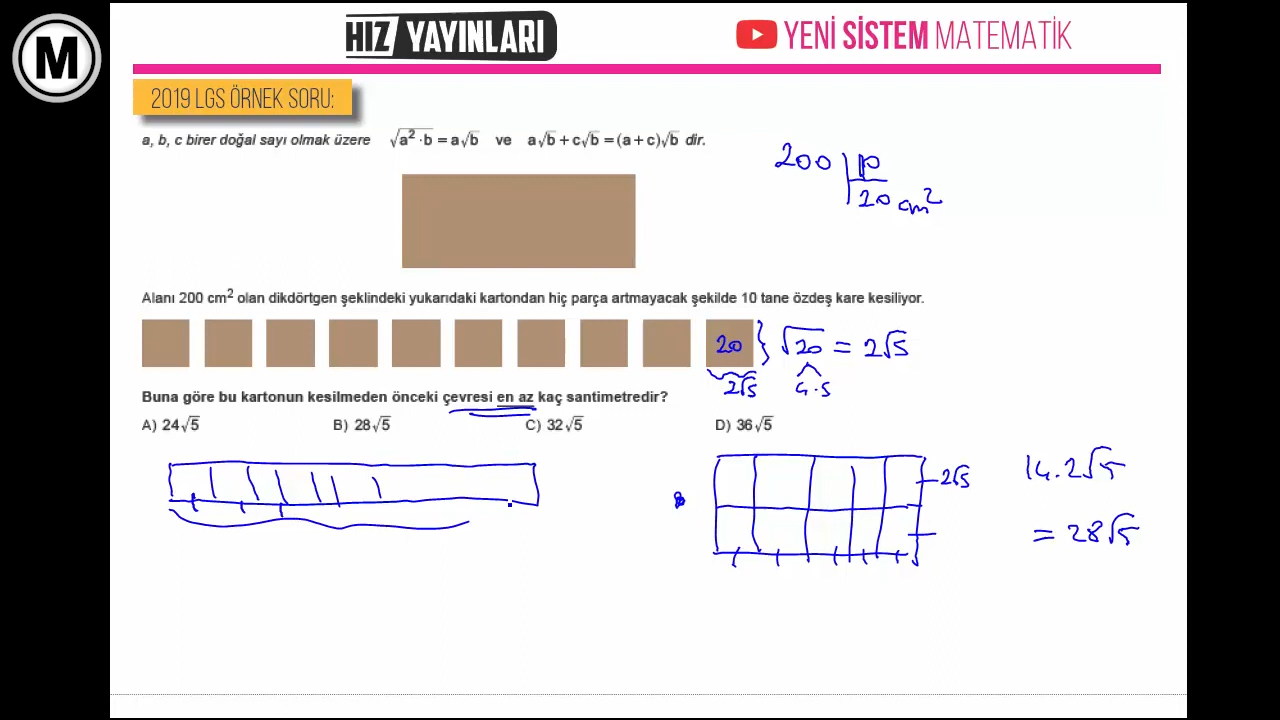 M
HIZ YAYINLARI
YENİ SİSTEM MATEMATİK
2019 LGS ÖRNEK SORU:
a, b, c birer doğal sayı olmak üzere √(a²·b) = a√b ve a√b + c√b = (a + c)√b dir.
200 | 10
20 cm²
Alanı 200 cm² olan dikdörtgen şeklindeki yukarıdaki kartondan hiç parça artmayacak şekilde 10 tane özdeş kare kesiliyor.
20 } √20 = 2√5
2√5 4.5
Buna göre bu kartonun kesilmeden önceki çevresi en az kaç santimetredir?
A) 24√5 B) 28√5 C) 32√5 D) 36√5
2√5 14.2√5
= 28√5